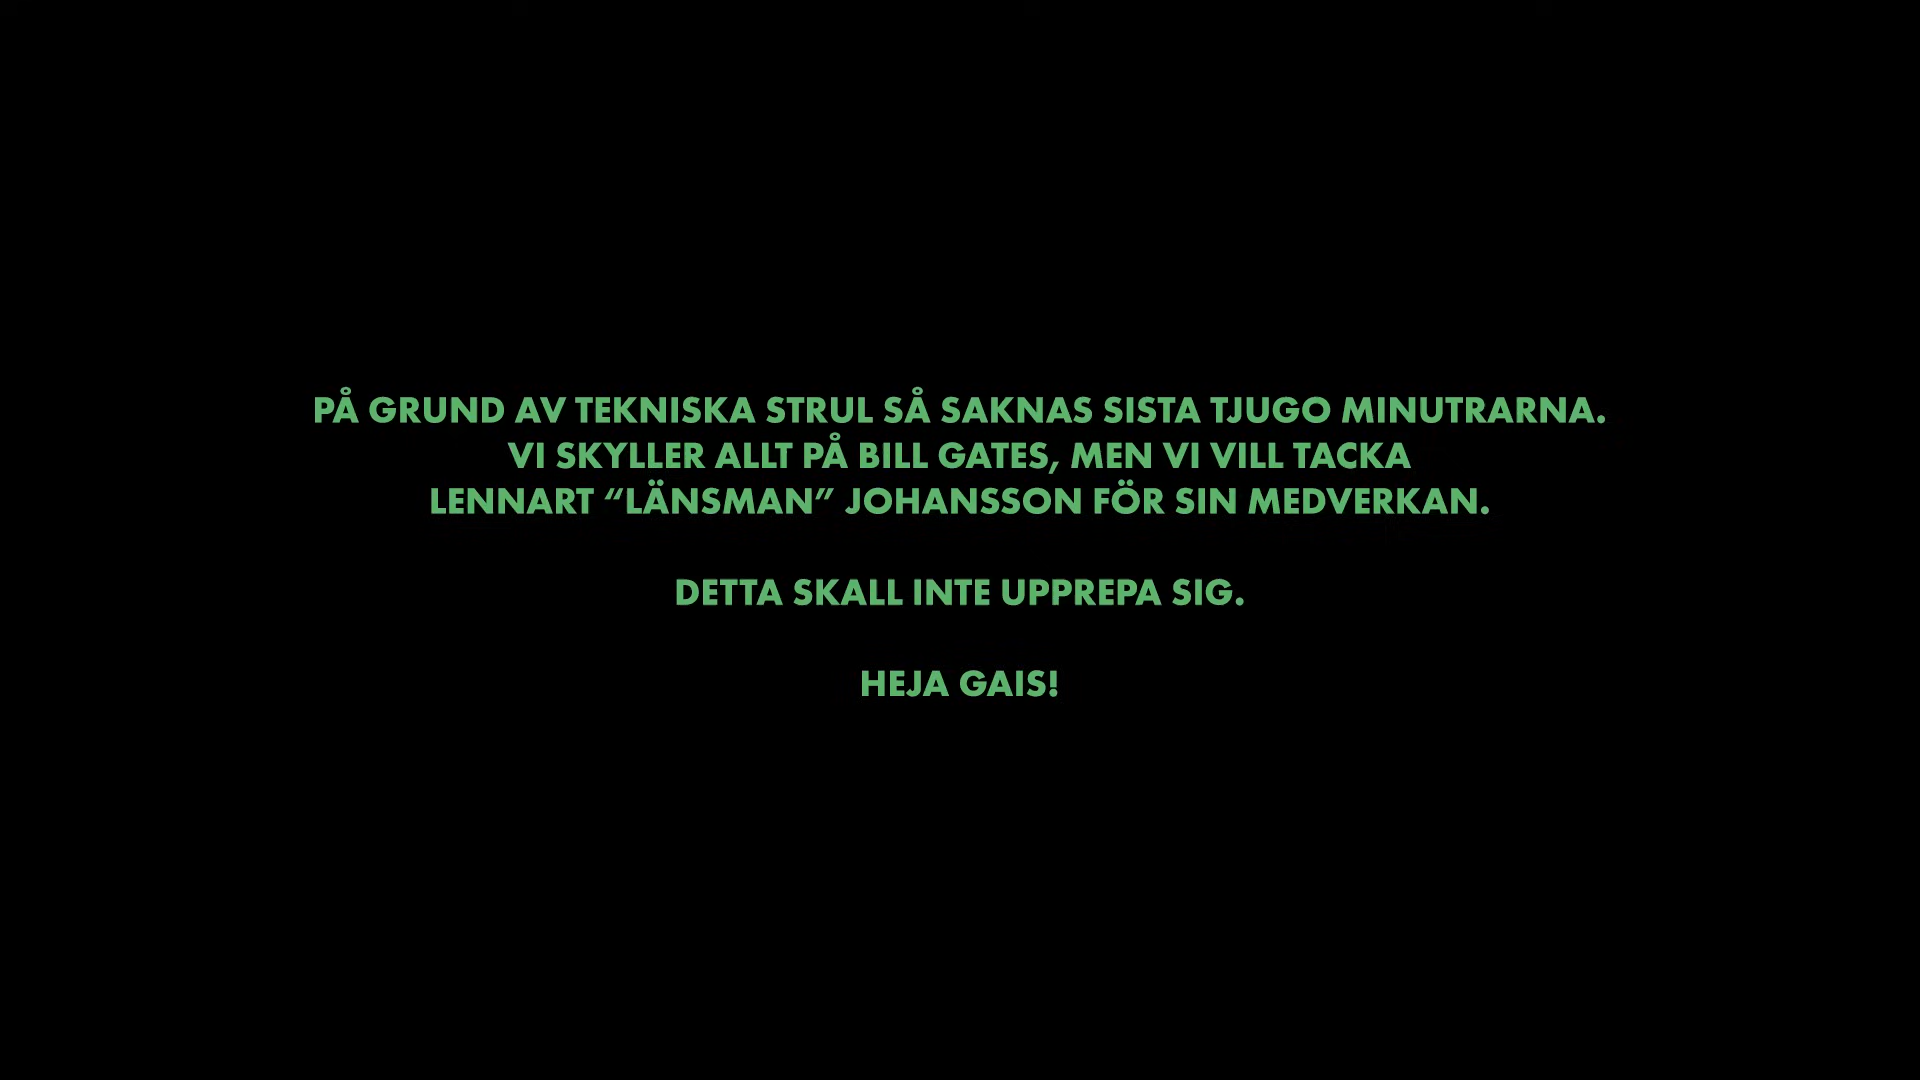 PÅ GRUND AV TEKNISKA STRUL SÅ SAKNAS SISTA TJUGO MINUTRARNA.
VI SKYLLER ALLT PÅ BILL GATES, MEN VI VILL TACKA
LENNART “LÄNSMAN” JOHANSSON FÖR SIN MEDVERKAN.
DETTA SKALL INTE UPPREPA SIG.
HEJA GAIS!